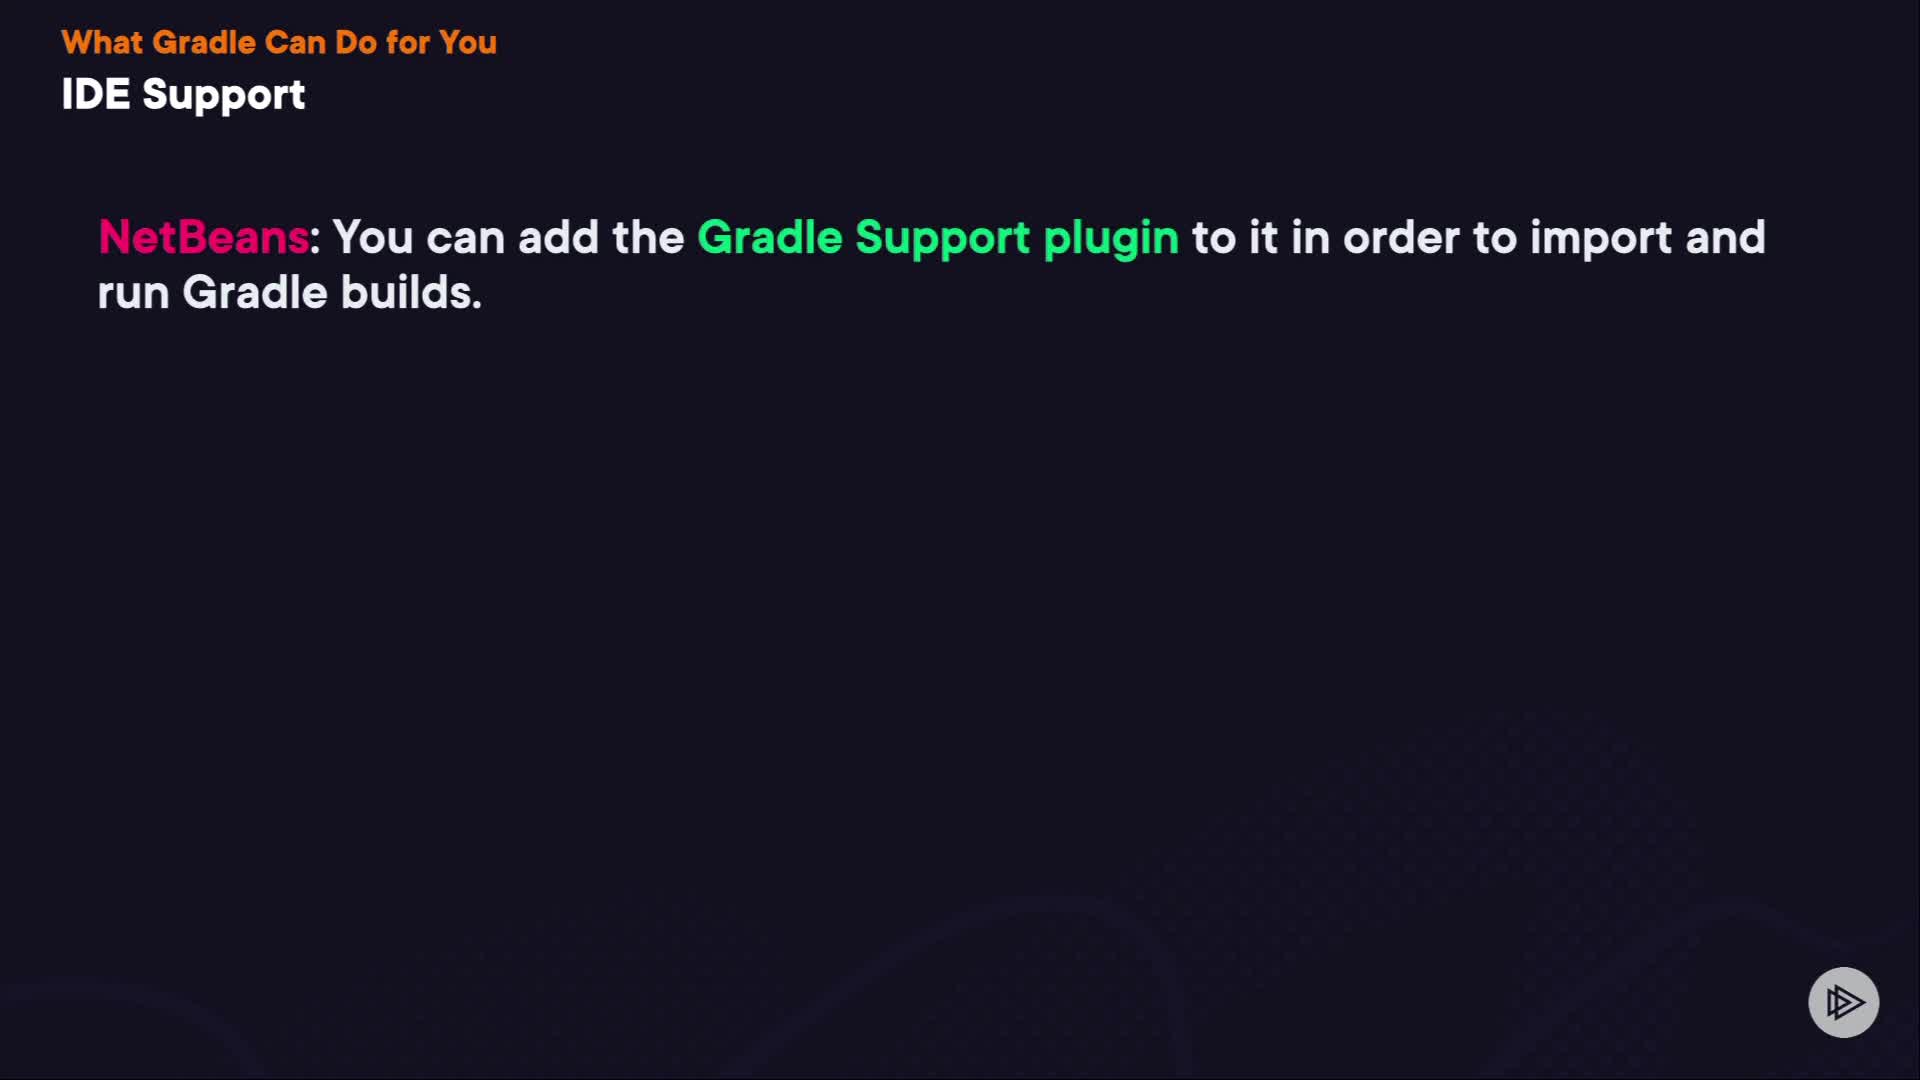 What Gradle Can Do for You
IDE Support
NetBeans: You can add the Gradle Support plugin to it in order to import and
run Gradle builds.